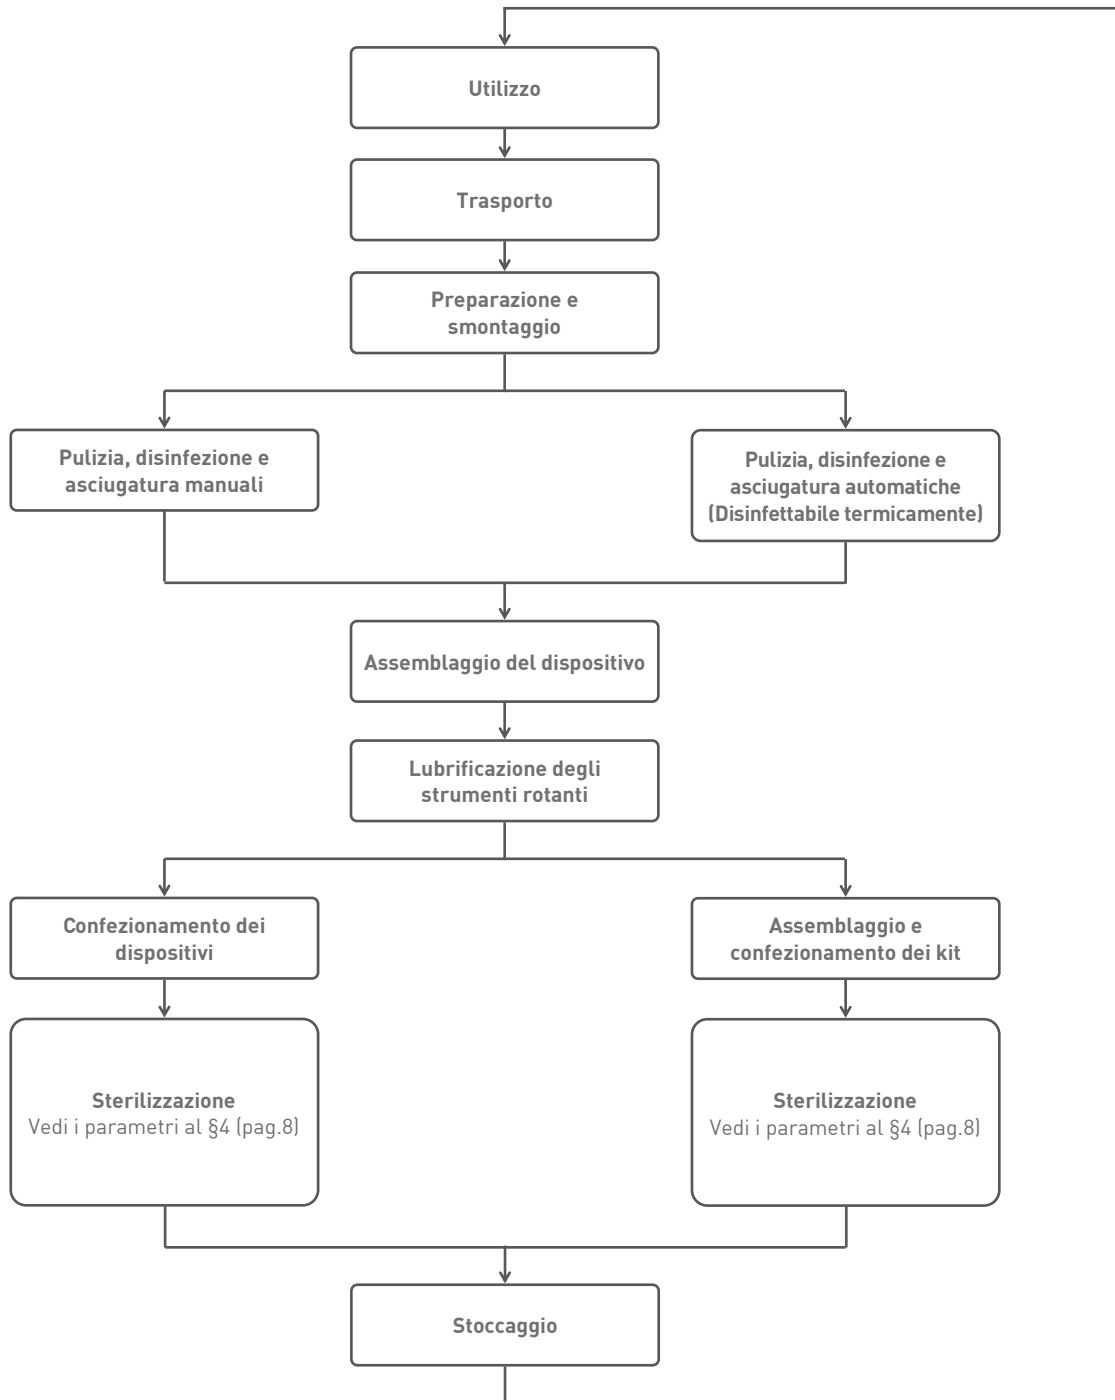 Utilizzo
Trasporto
Preparazione e
smontaggio
Pulizia, disinfezione e
asciugatura manuali
Pulizia, disinfezione e
asciugatura automatiche
(Disinfettabile termicamente)
Assemblaggio del dispositivo
Lubrificazione degli
strumenti rotanti
Confezionamento dei
dispositivi
Assemblaggio e
confezionamento dei kit
Sterilizzazione
Vedi i parametri al §4 (pag.8)
Sterilizzazione
Vedi i parametri al §4 (pag.8)
Stoccaggio